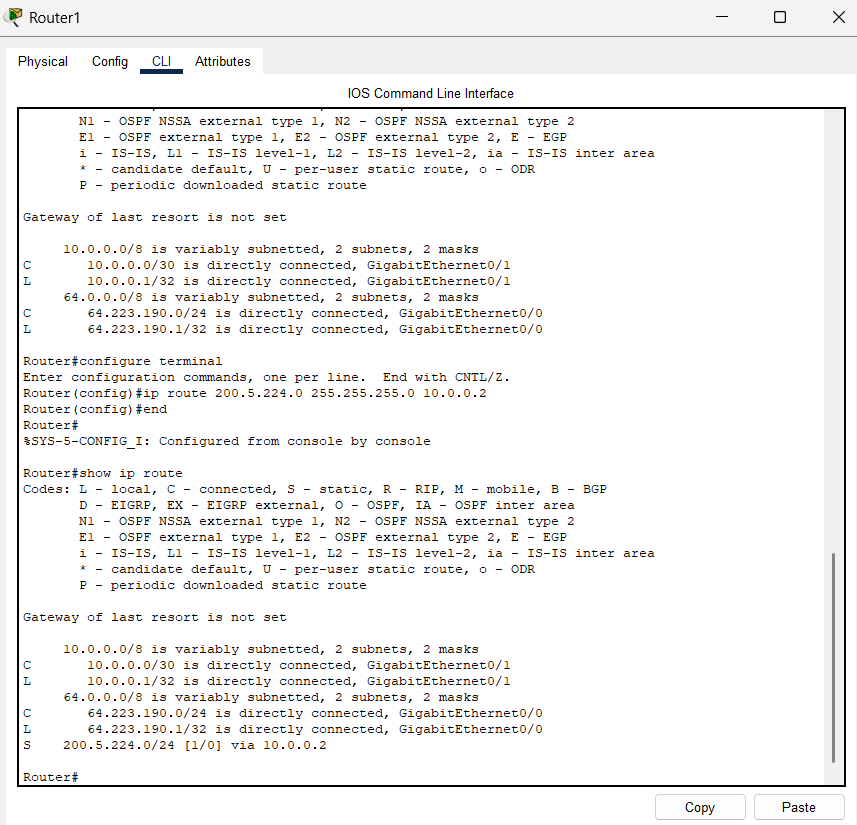 Router1
Physical Config CLI Attributes
IOS Command Line Interface
N1 - OSPF NSSA external type 1, N2 - OSPF NSSA external type 2
E1 - OSPF external type 1, E2 - OSPF external type 2, E - EGP
i - IS-IS, L1 - IS-IS level-1, L2 - IS-IS level-2, ia - IS-IS inter area
* - candidate default, U - per-user static route, o - ODR
P - periodic downloaded static route
Gateway of last resort is not set
10.0.0.0/8 is variably subnetted, 2 subnets, 2 masks
C 10.0.0.0/30 is directly connected, GigabitEthernet0/1
L 10.0.0.1/32 is directly connected, GigabitEthernet0/1
64.0.0.0/8 is variably subnetted, 2 subnets, 2 masks
C 64.223.190.0/24 is directly connected, GigabitEthernet0/0
L 64.223.190.1/32 is directly connected, GigabitEthernet0/0
Router#configure terminal
Enter configuration commands, one per line. End with CNTL/Z.
Router(config)#ip route 200.5.224.0 255.255.255.0 10.0.0.2
Router(config)#end
Router#
%SYS-5-CONFIG_I: Configured from console by console
Router#show ip route
Codes: L - local, C - connected, S - static, R - RIP, M - mobile, B - BGP
D - EIGRP, EX - EIGRP external, O - OSPF, IA - OSPF inter area
N1 - OSPF NSSA external type 1, N2 - OSPF NSSA external type 2
E1 - OSPF external type 1, E2 - OSPF external type 2, E - EGP
i - IS-IS, L1 - IS-IS level-1, L2 - IS-IS level-2, ia - IS-IS inter area
* - candidate default, U - per-user static route, o - ODR
P - periodic downloaded static route
Gateway of last resort is not set
10.0.0.0/8 is variably subnetted, 2 subnets, 2 masks
C 10.0.0.0/30 is directly connected, GigabitEthernet0/1
L 10.0.0.1/32 is directly connected, GigabitEthernet0/1
64.0.0.0/8 is variably subnetted, 2 subnets, 2 masks
C 64.223.190.0/24 is directly connected, GigabitEthernet0/0
L 64.223.190.1/32 is directly connected, GigabitEthernet0/0
S 200.5.224.0/24 [1/0] via 10.0.0.2
Router#
Copy Paste